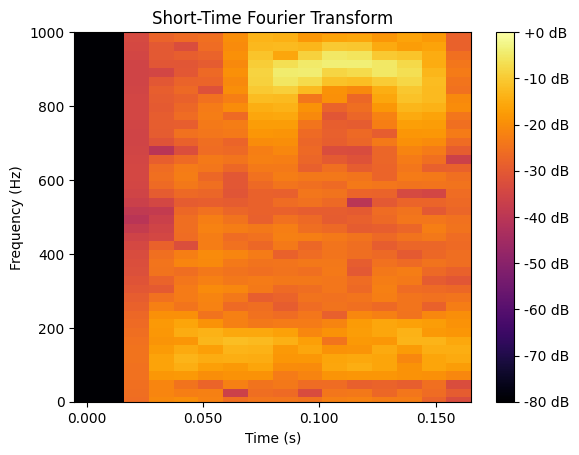 Short-Time Fourier Transform
1000
800
600
400
200
0
Frequency (Hz)
0.000
0.050
0.100
0.150
Time (s)
+0 dB
-10 dB
-20 dB
-30 dB
-40 dB
-50 dB
-60 dB
-70 dB
-80 dB